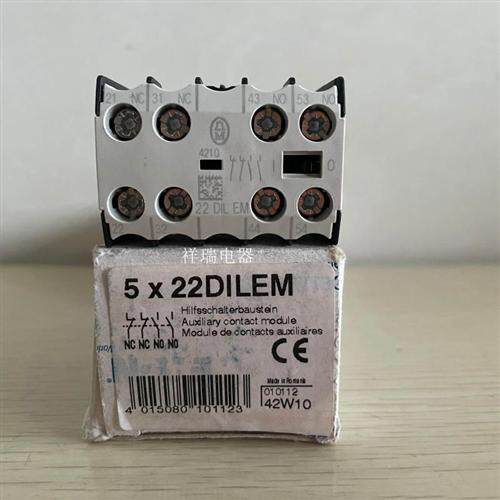 21 NC 31 NC 43 NO 53 NO
4210
I O
22 DIL EM
22 32 44 54
祥瑞电器
5 x 22DILEM
Hilfsschalterbaustein
Auxiliary contact module
Module de contacts auxiliaires
NC NC NO NO
CE
Made in Romania
010112
42W10
4 015080 101123